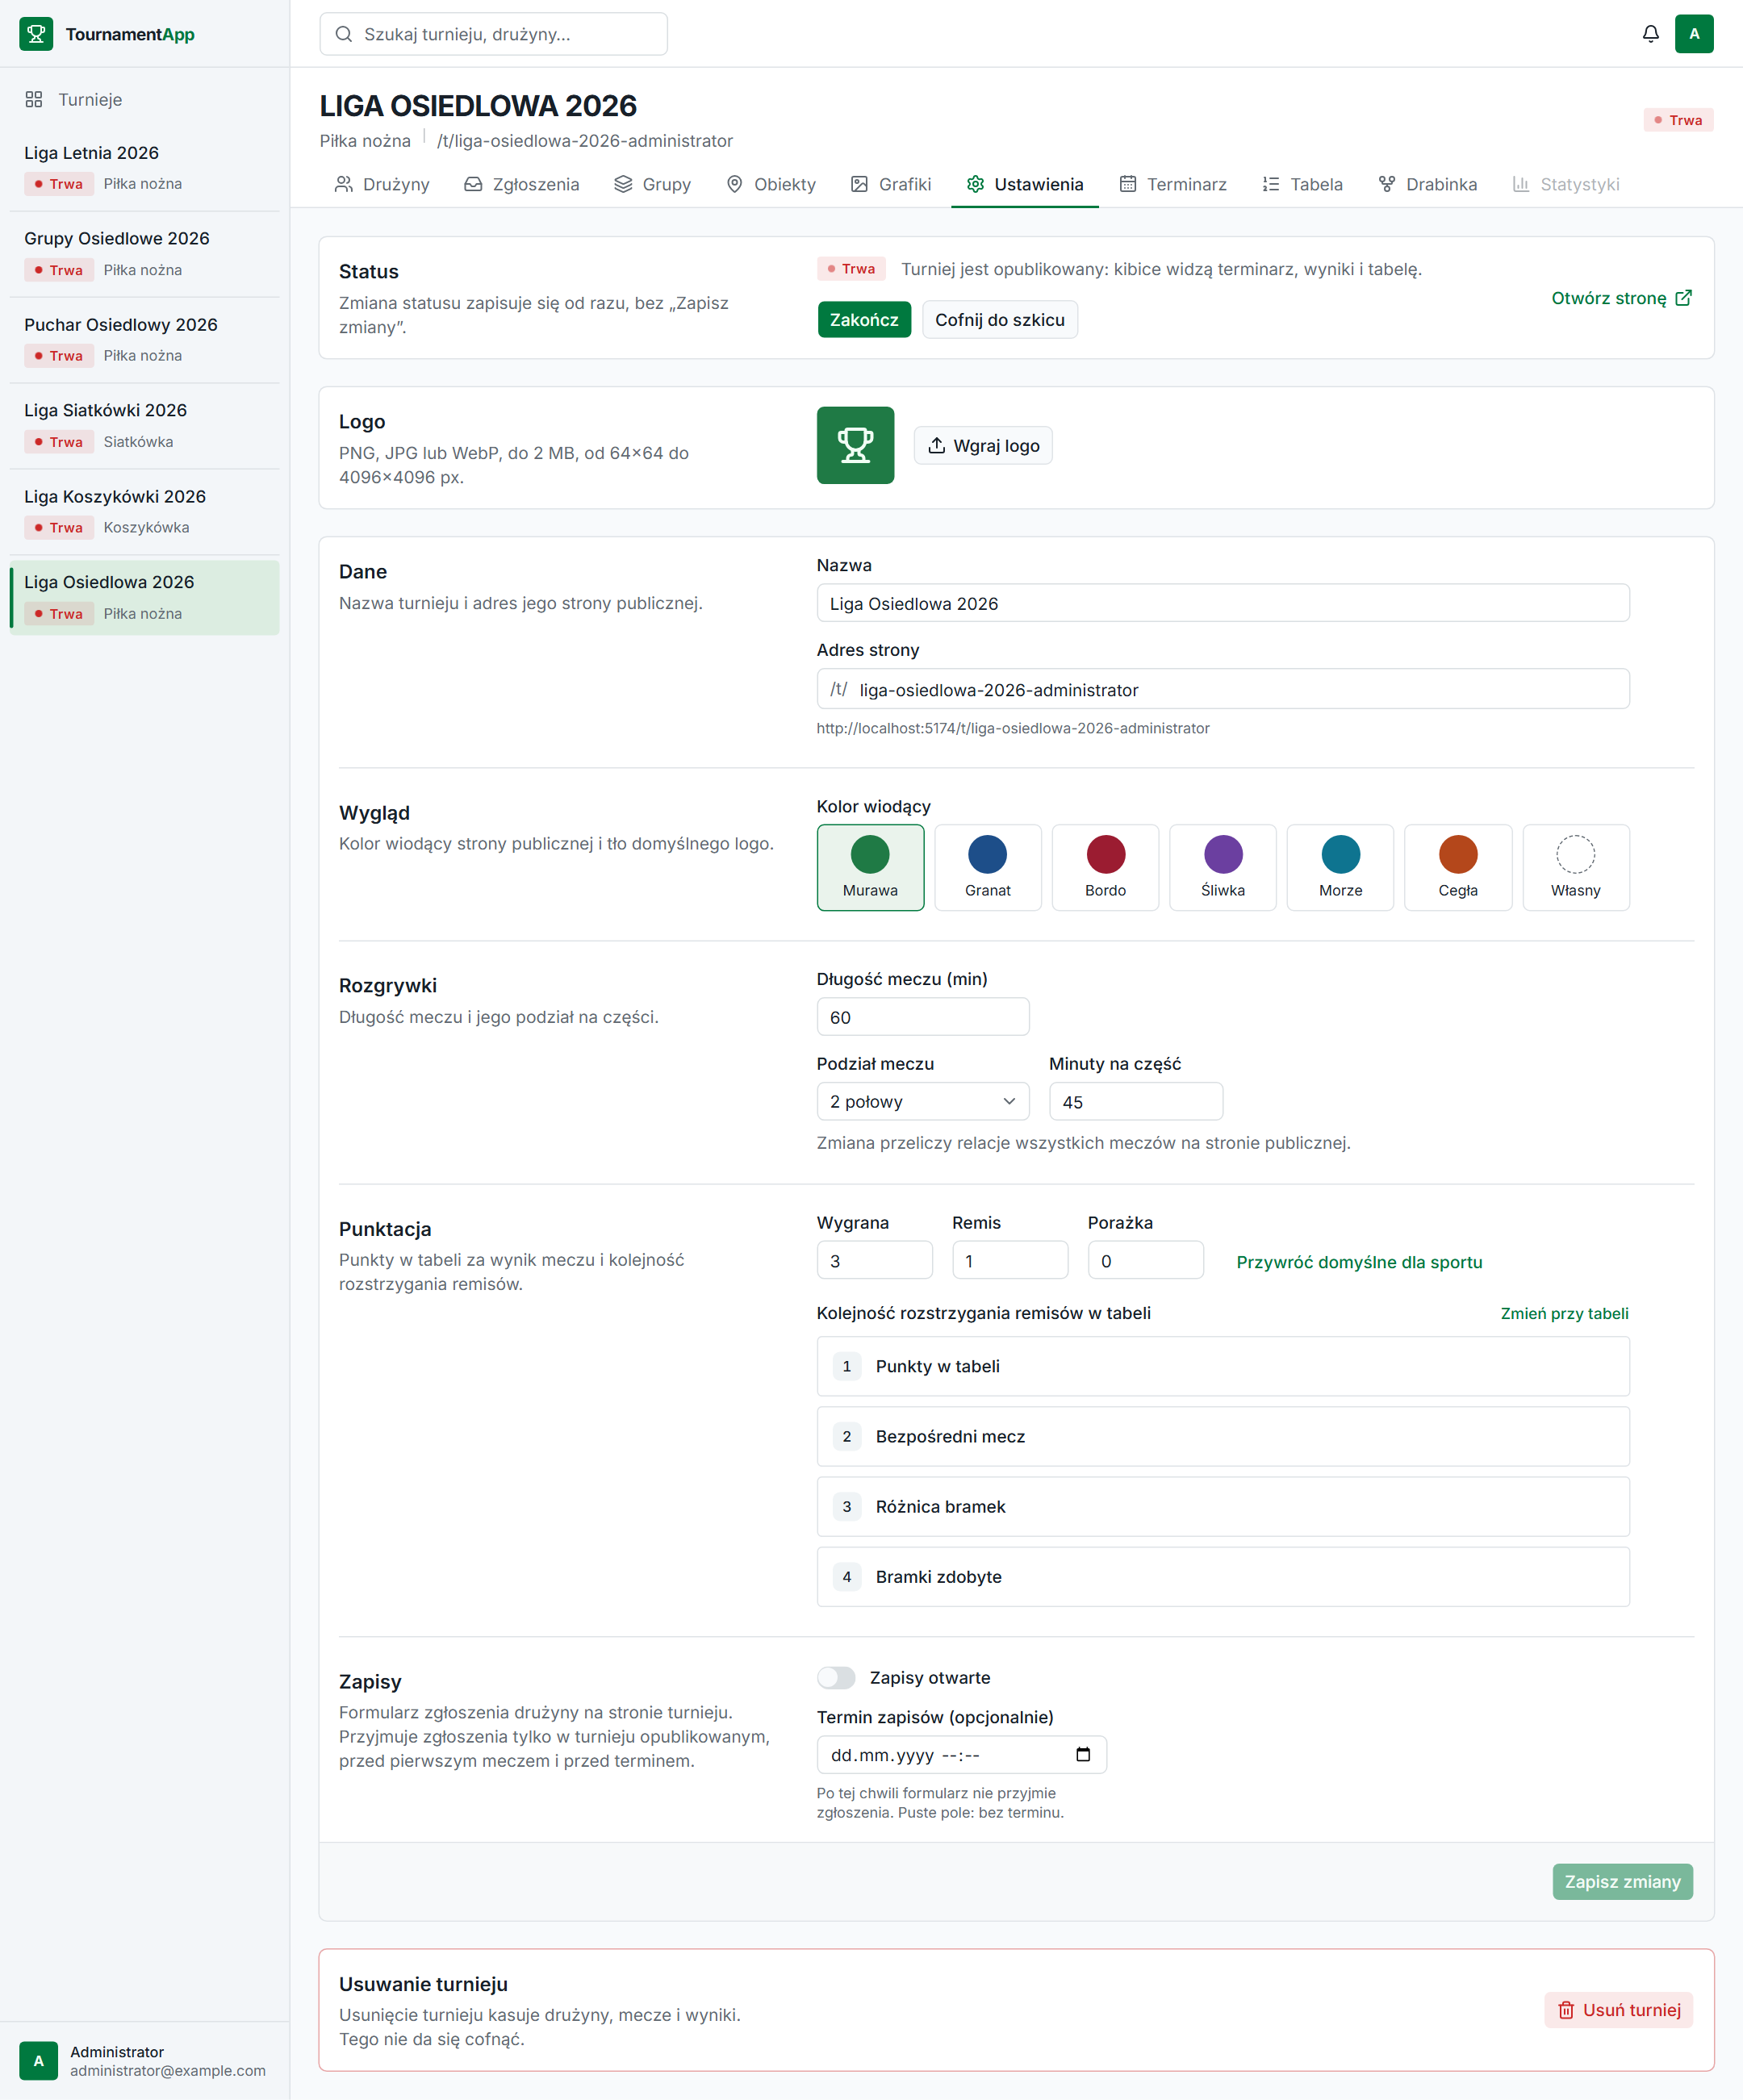 TournamentApp
Szukaj turnieju, drużyny...
A
Turnieje
Liga Letnia 2026
Trwa Piłka nożna
Grupy Osiedlowe 2026
Trwa Piłka nożna
Puchar Osiedlowy 2026
Trwa Piłka nożna
Liga Siatkówki 2026
Trwa Siatkówka
Liga Koszykówki 2026
Trwa Koszykówka
Liga Osiedlowa 2026
Trwa Piłka nożna
A
Administrator
administrator@example.com
LIGA OSIEDLOWA 2026
Piłka nożna /t/liga-osiedlowa-2026-administrator
Trwa
Drużyny Zgłoszenia Grupy Obiekty Grafiki Ustawienia Terminarz Tabela Drabinka Statystyki
Status
Zmiana statusu zapisuje się od razu, bez „Zapisz
zmiany”.
Trwa Turniej jest opublikowany: kibice widzą terminarz, wyniki i tabelę.
Zakończ Cofnij do szkicu
Otwórz stronę
Logo
PNG, JPG lub WebP, do 2 MB, od 64×64 do
4096×4096 px.
Wgraj logo
Dane
Nazwa turnieju i adres jego strony publicznej.
Nazwa
Liga Osiedlowa 2026
Adres strony
/t/ liga-osiedlowa-2026-administrator
http://localhost:5174/t/liga-osiedlowa-2026-administrator
Wygląd
Kolor wiodący strony publicznej i tło domyślnego logo.
Kolor wiodący
Murawa Granat Bordo Śliwka Morze Cegła Własny
Rozgrywki
Długość meczu i jego podział na części.
Długość meczu (min)
60
Podział meczu Minuty na część
2 połowy 45
Zmiana przeliczy relacje wszystkich meczów na stronie publicznej.
Punktacja
Punkty w tabeli za wynik meczu i kolejność
rozstrzygania remisów.
Wygrana Remis Porażka
3 1 0 Przywróć domyślne dla sportu
Kolejność rozstrzygania remisów w tabeli Zmień przy tabeli
1 Punkty w tabeli
2 Bezpośredni mecz
3 Różnica bramek
4 Bramki zdobyte
Zapisy
Formularz zgłoszenia drużyny na stronie turnieju.
Przyjmuje zgłoszenia tylko w turnieju opublikowanym,
przed pierwszym meczem i przed terminem.
Zapisy otwarte
Termin zapisów (opcjonalnie)
dd.mm.yyyy --:--
Po tej chwili formularz nie przyjmie
zgłoszenia. Puste pole: bez terminu.
Zapisz zmiany
Usuwanie turnieju
Usunięcie turnieju kasuje drużyny, mecze i wyniki.
Tego nie da się cofnąć.
Usuń turniej